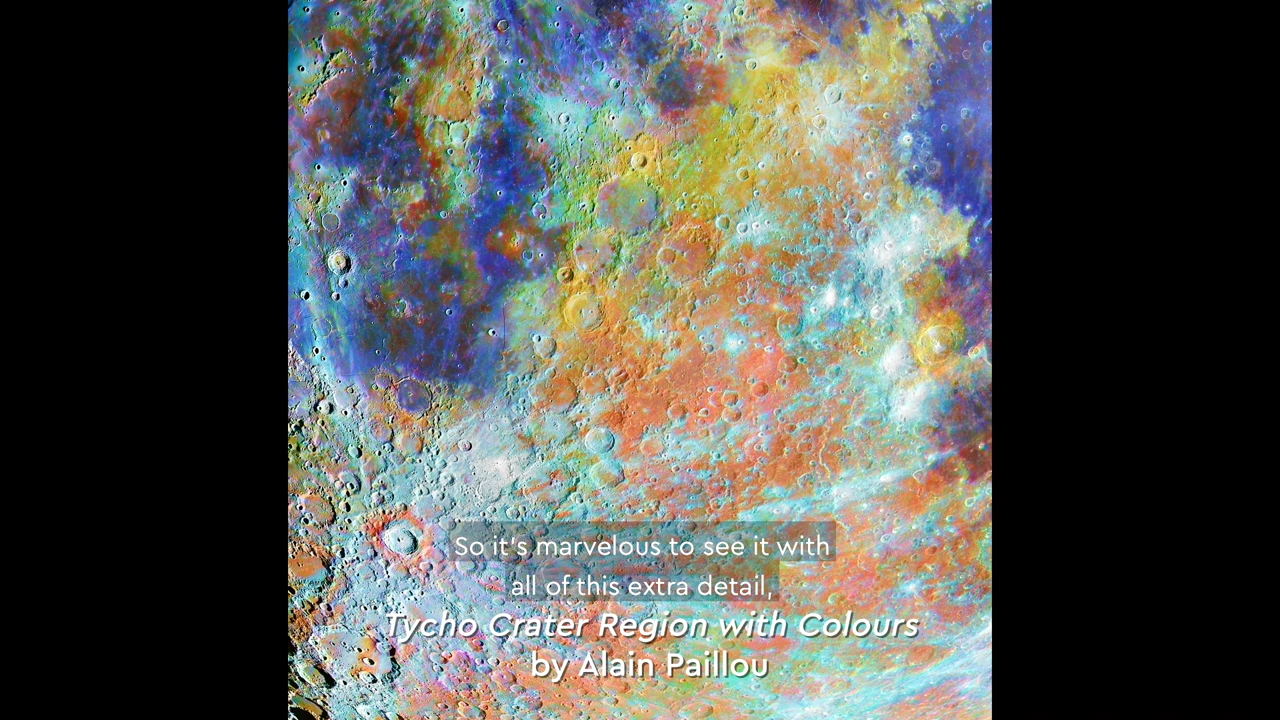 So it's marvelous to see it with
all of this extra detail,
Tycho Crater Region with Colours
by Alain Paillou